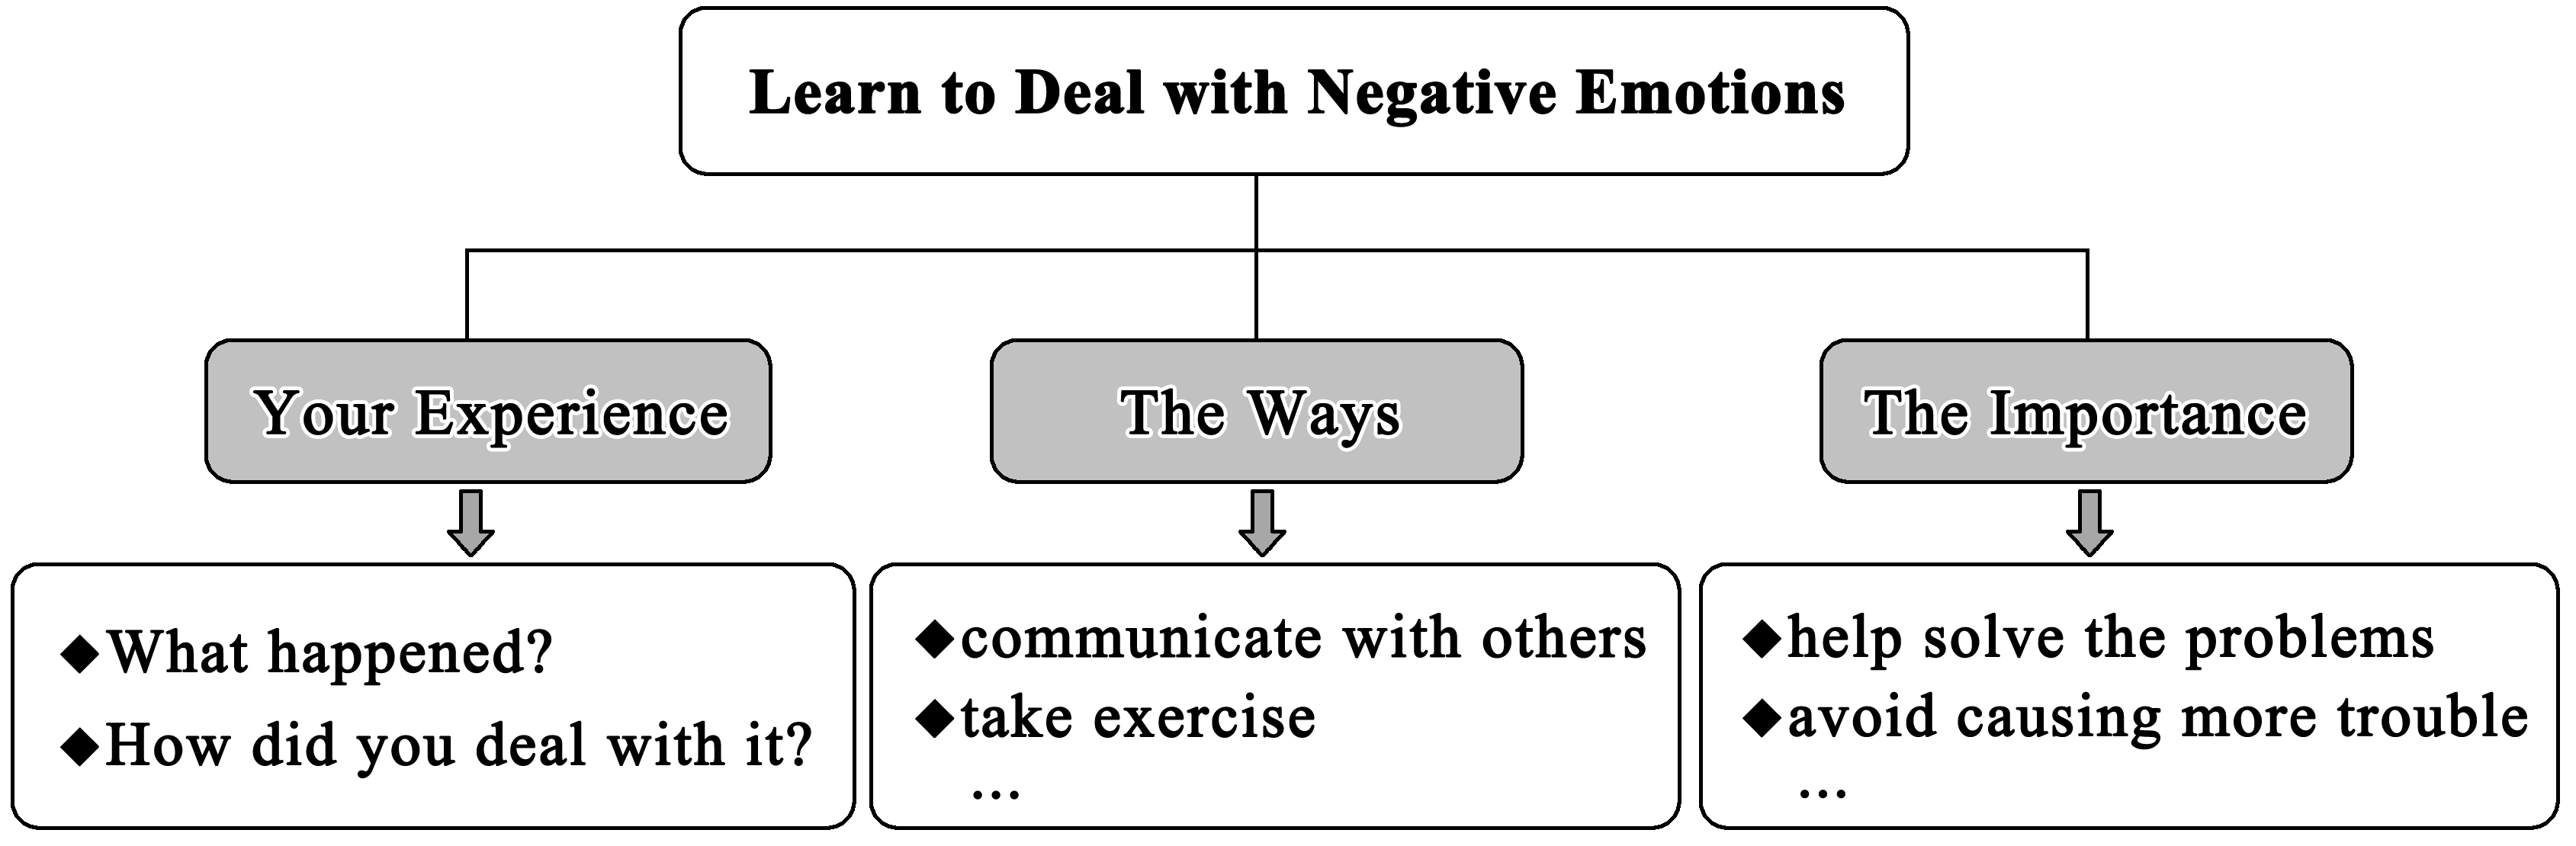 Learn to Deal with Negative Emotions
Your Experience
The Ways
The Importance
◆What happened?
◆How did you deal with it?
◆communicate with others
◆take exercise
...
◆help solve the problems
◆avoid causing more trouble
...